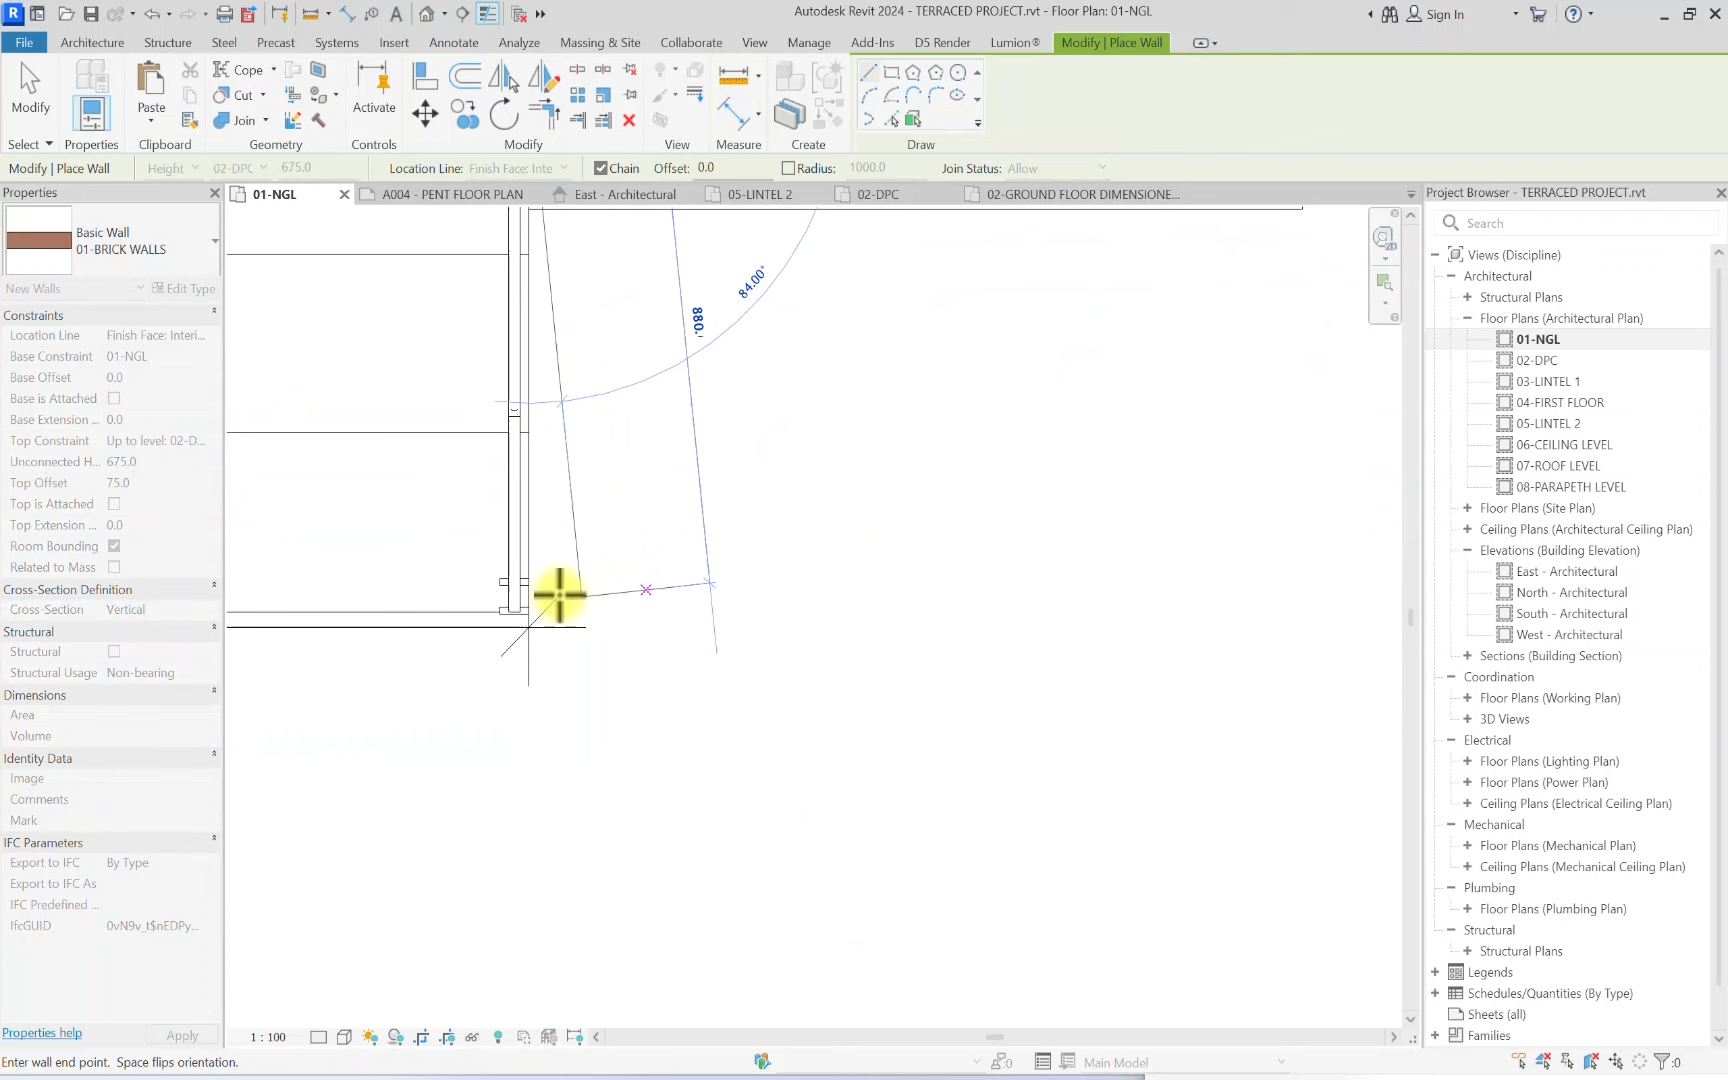 Autodesk Revit 2024 - TERRACED PROJECT.rvt - Floor Plan: 01-NGL
Sign In
File Architecture Structure Steel Precast Systems Insert Annotate Analyze Massing & Site Collaborate View Manage Add-Ins D5 Render Lumion® Modify | Place Wall
Modify
Paste
Cope
Cut
Join
Activate
Select Properties Clipboard Geometry Controls Modify View Measure Create Draw
Modify | Place Wall Height 02-DPC 675.0 Location Line: Finish Face: Inte Chain Offset: 0.0 Radius: 1000.0 Join Status: Allow
Properties
01-NGL A004 - PENT FLOOR PLAN East - Architectural 05-LINTEL 2 02-DPC 02-GROUND FLOOR DIMENSIONE...
Basic Wall
01-BRICK WALLS
New Walls Edit Type
Constraints
Location Line Finish Face: Interi...
Base Constraint 01-NGL
Base Offset 0.0
Base is Attached
Base Extension ... 0.0
Top Constraint Up to level: 02-D...
Unconnected H... 675.0
Top Offset 75.0
Top is Attached
Top Extension ... 0.0
Room Bounding
Related to Mass
Cross-Section Definition
Cross-Section Vertical
Structural
Structural
Structural Usage Non-bearing
Dimensions
Area
Volume
Identity Data
Image
Comments
Mark
IFC Parameters
Export to IFC By Type
Export to IFC As
IFC Predefined ...
IfcGUID 0vN9v_t$nEDPy...
Properties help Apply
84.00°
880.
2D
Project Browser - TERRACED PROJECT.rvt
Search
Views (Discipline)
Architectural
Structural Plans
Floor Plans (Architectural Plan)
01-NGL
02-DPC
03-LINTEL 1
04-FIRST FLOOR
05-LINTEL 2
06-CEILING LEVEL
07-ROOF LEVEL
08-PARAPETH LEVEL
Floor Plans (Site Plan)
Ceiling Plans (Architectural Ceiling Plan)
Elevations (Building Elevation)
East - Architectural
North - Architectural
South - Architectural
West - Architectural
Sections (Building Section)
Coordination
Floor Plans (Working Plan)
3D Views
Electrical
Floor Plans (Lighting Plan)
Floor Plans (Power Plan)
Ceiling Plans (Electrical Ceiling Plan)
Mechanical
Floor Plans (Mechanical Plan)
Ceiling Plans (Mechanical Ceiling Plan)
Plumbing
Floor Plans (Plumbing Plan)
Structural
Structural Plans
Legends
Schedules/Quantities (By Type)
Sheets (all)
Families
1 : 100
Enter wall end point. Space flips orientation.
:0
Main Model
:0